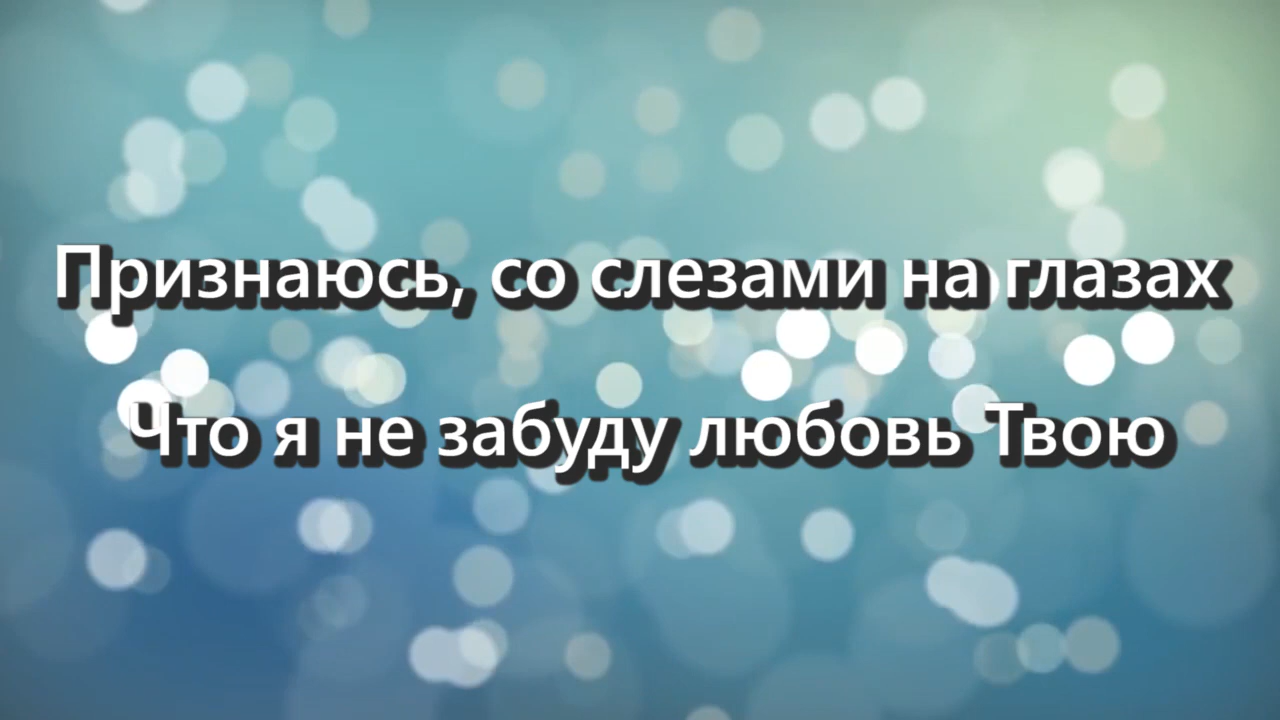 Признаюсь, со слезами на глазах
Что я не забуду любовь Твою